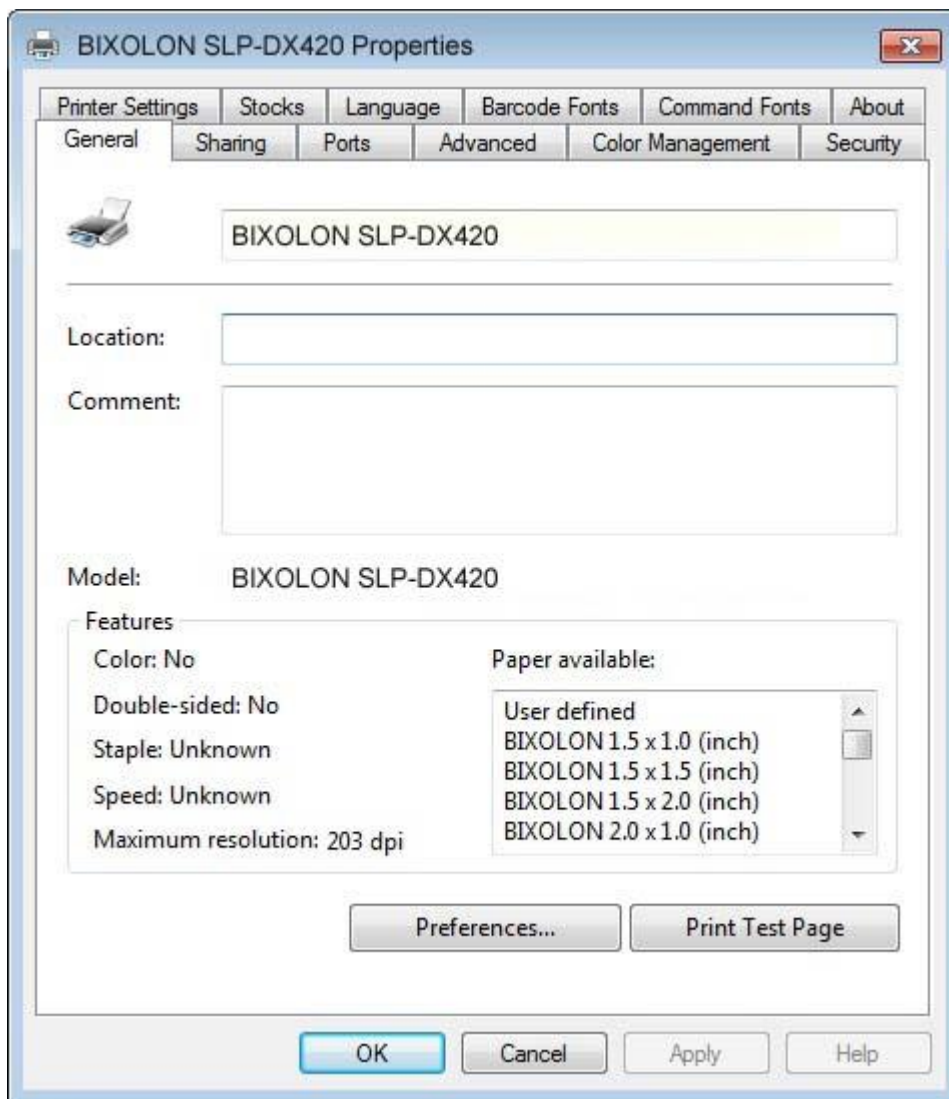 BIXOLON SLP-DX420 Properties
Printer Settings Stocks Language Barcode Fonts Command Fonts About
General Sharing Ports Advanced Color Management Security
BIXOLON SLP-DX420
Location:
Comment:
Model: BIXOLON SLP-DX420
Features
Color: No
Double-sided: No
Staple: Unknown
Speed: Unknown
Maximum resolution: 203 dpi
Paper available:
User defined
BIXOLON 1.5 x 1.0 (inch)
BIXOLON 1.5 x 1.5 (inch)
BIXOLON 1.5 x 2.0 (inch)
BIXOLON 2.0 x 1.0 (inch)
Preferences... Print Test Page
OK Cancel Apply Help